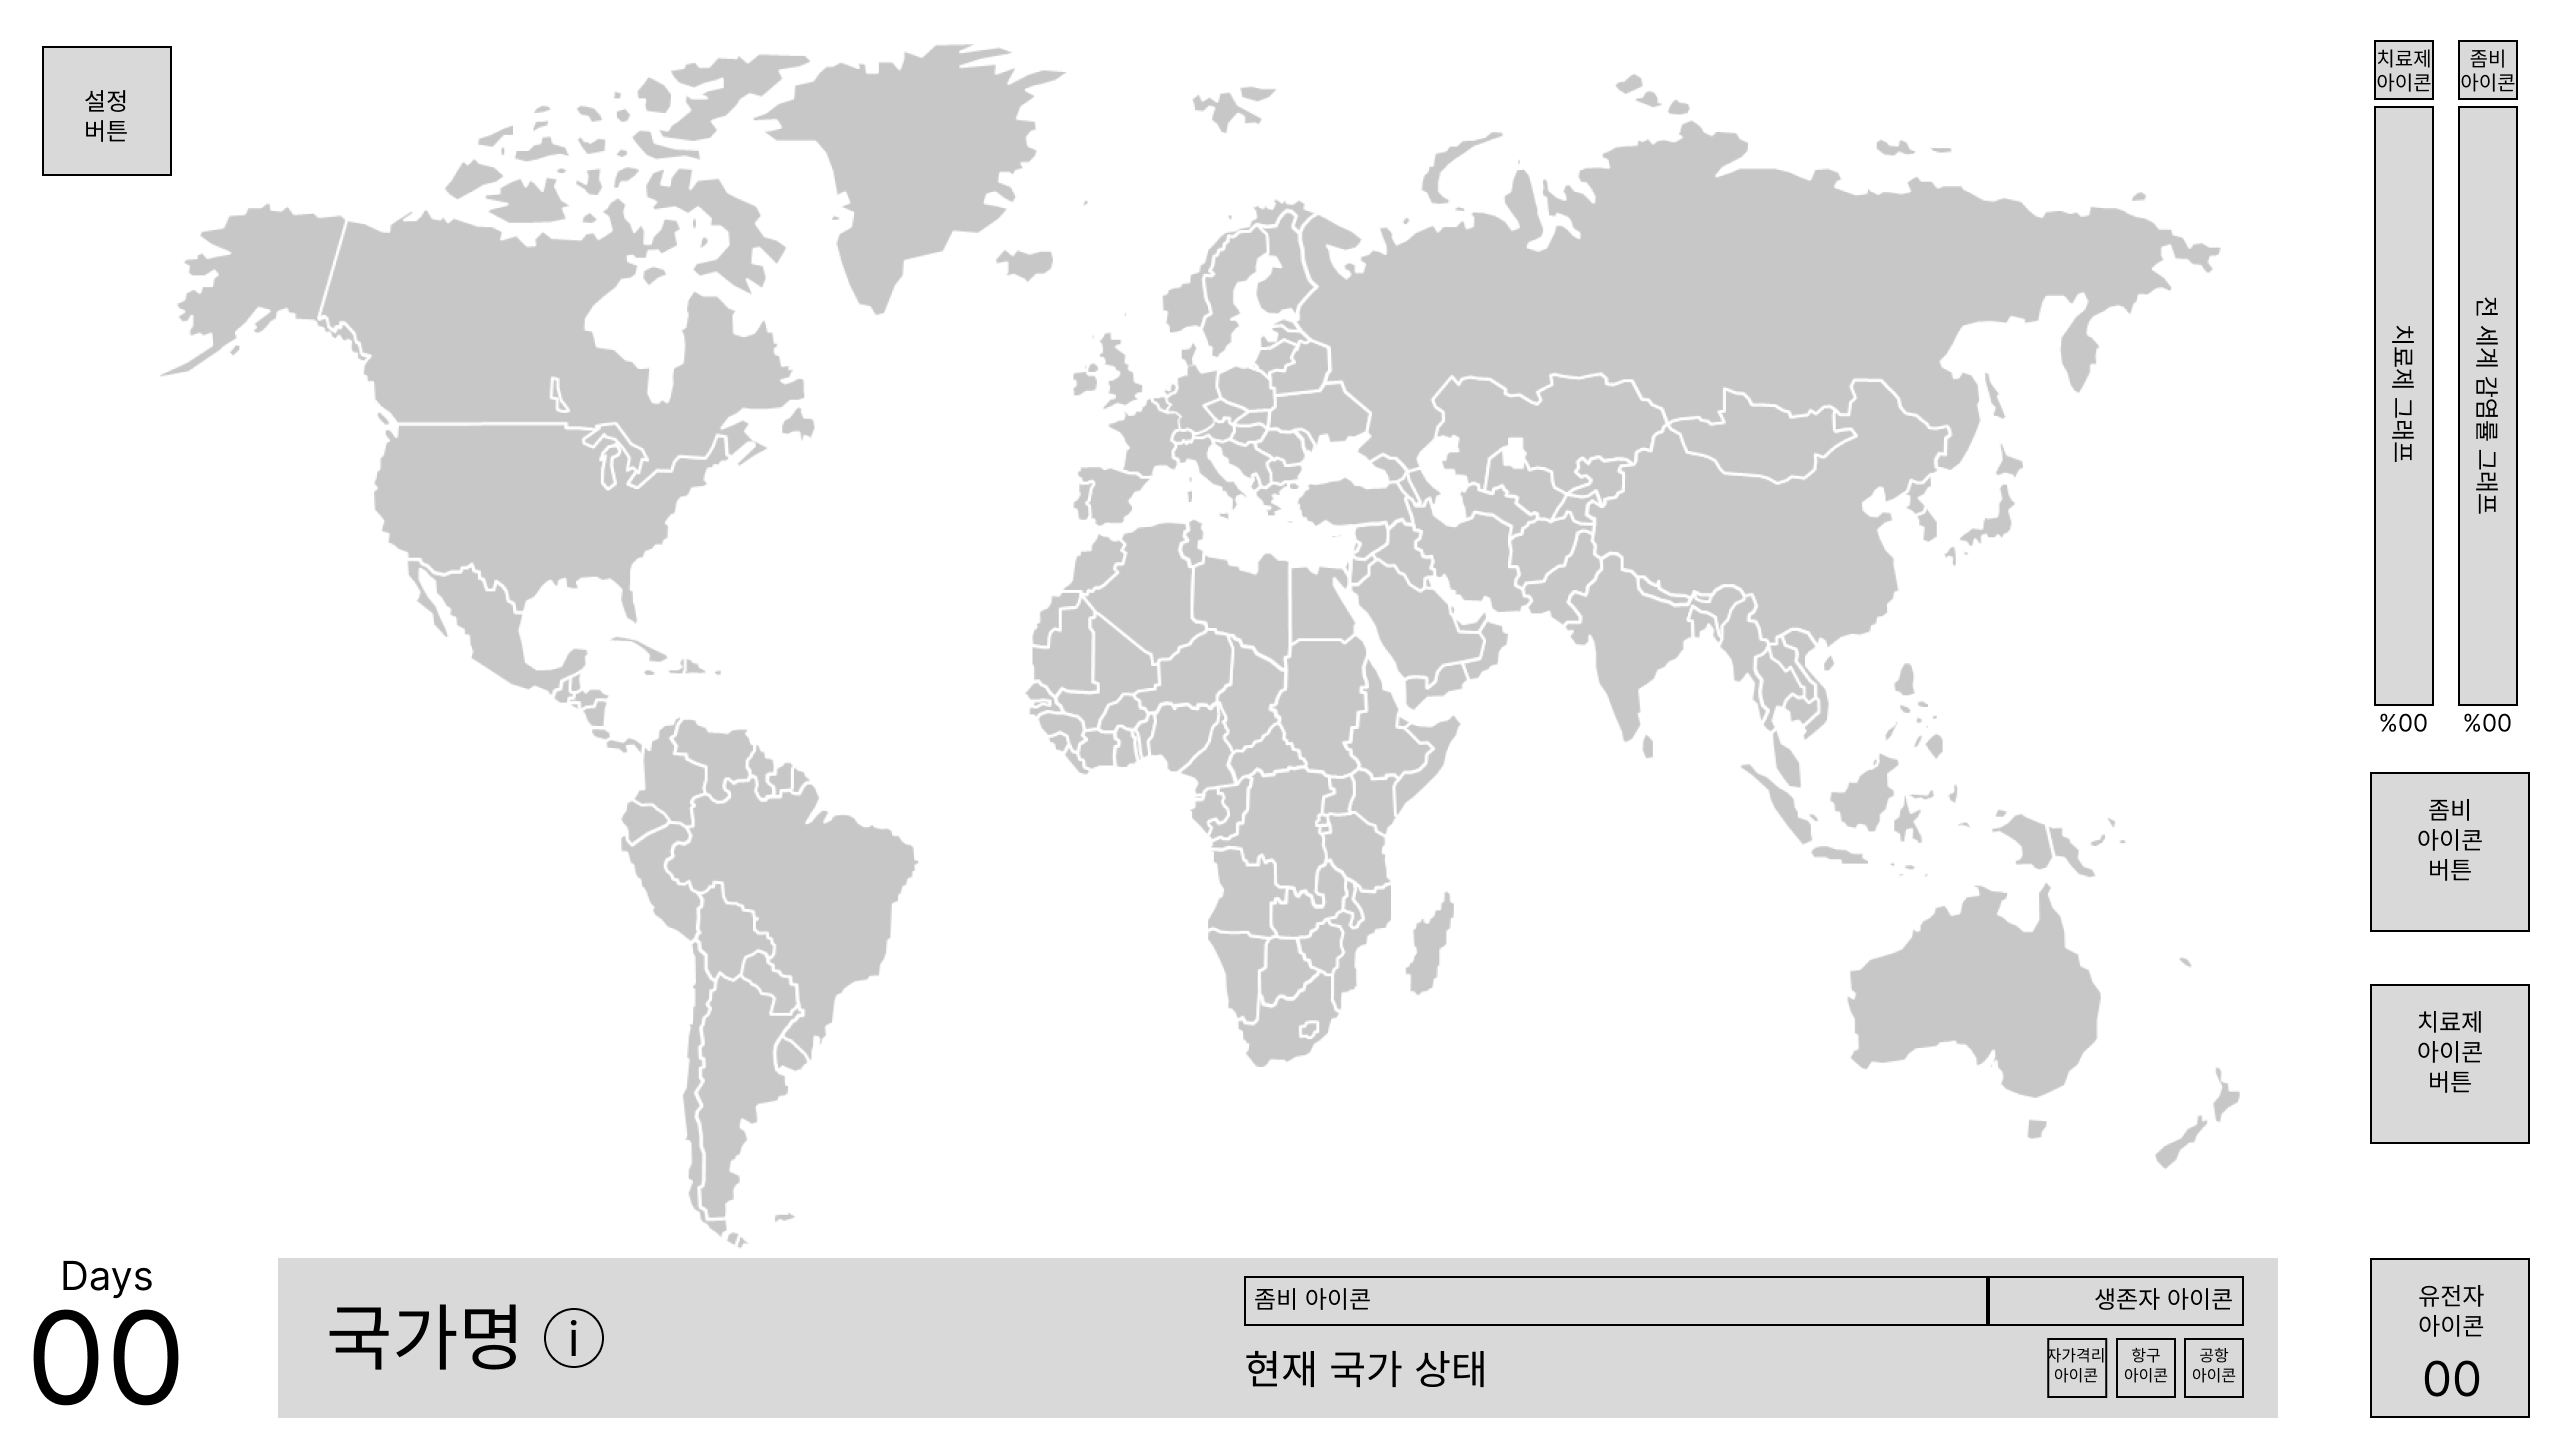 설정
버튼
치료제
아이콘
좀비
아이콘
치료제 그래프
전 세계 감염률 그래프
%00
%00
좀비
아이콘
버튼
치료제
아이콘
버튼
Days
00
국가명 ⓘ
좀비 아이콘
생존자 아이콘
현재 국가 상태
자가격리
아이콘
항구
아이콘
공항
아이콘
유전자
아이콘
00